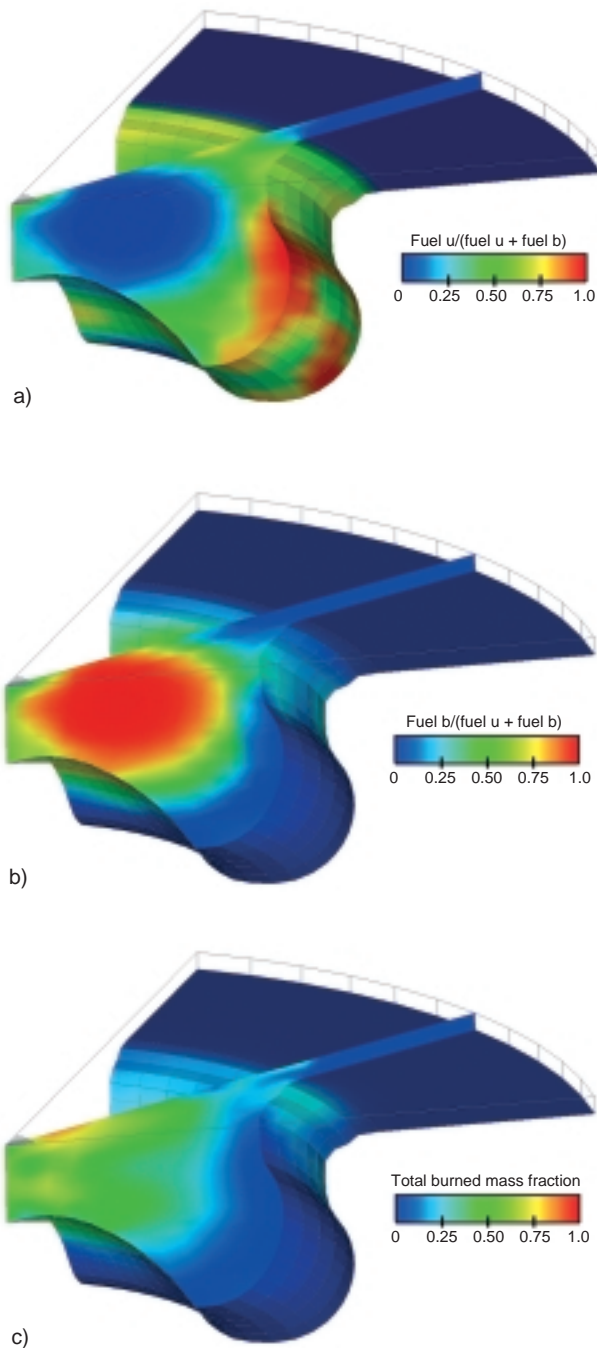 Fuel u/(fuel u + fuel b)
0 0.25 0.50 0.75 1.0
a)
Fuel b/(fuel u + fuel b)
0 0.25 0.50 0.75 1.0
b)
Total burned mass fraction
0 0.25 0.50 0.75 1.0
c)